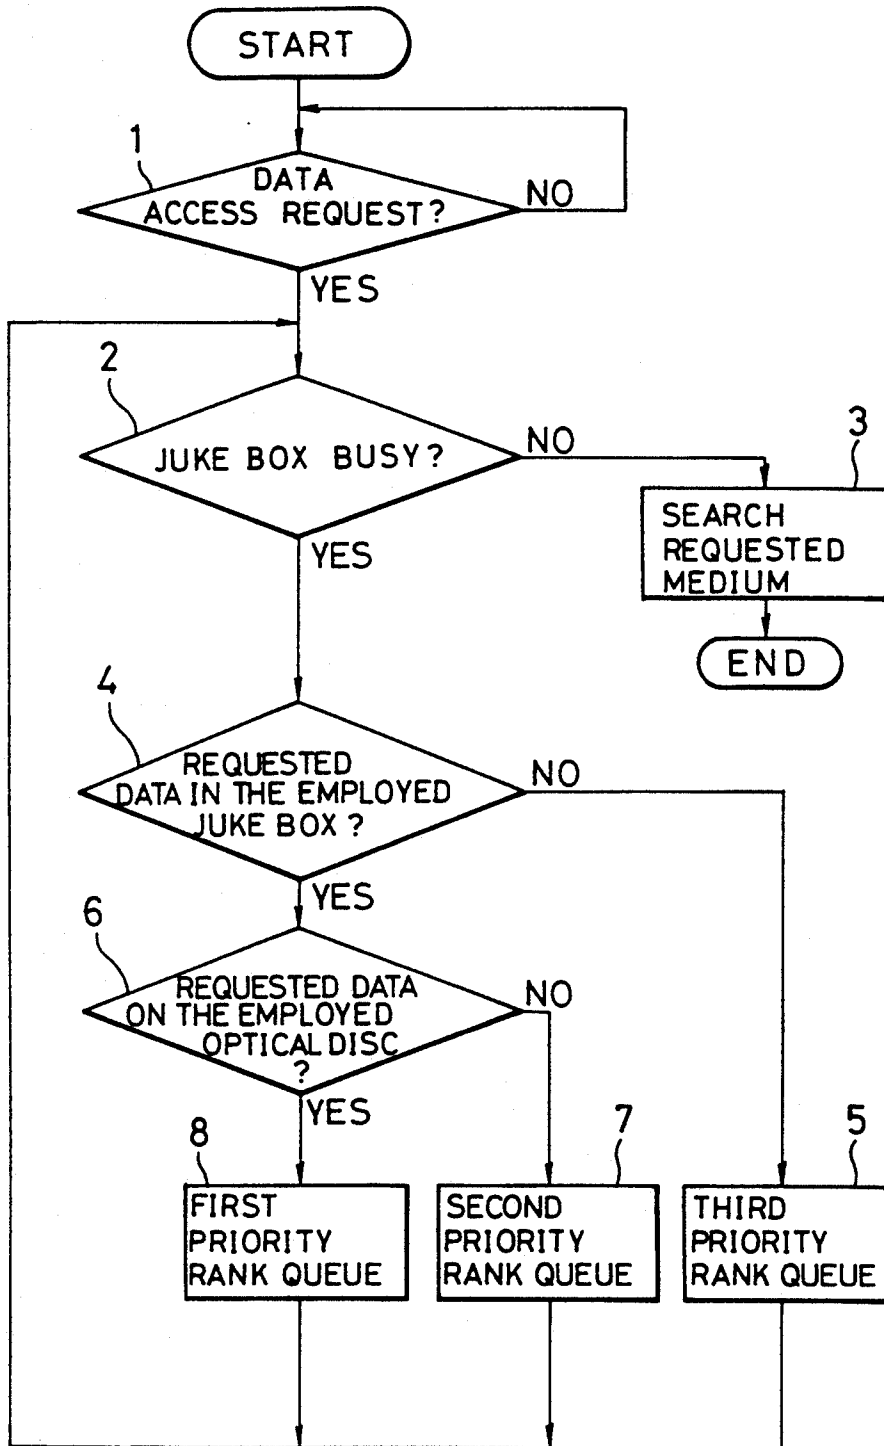 START
1
DATA
ACCESS REQUEST?
NO
YES
2
JUKE BOX BUSY?
NO
YES
3
SEARCH
REQUESTED
MEDIUM
END
4
REQUESTED
DATA IN THE EMPLOYED
JUKE BOX?
NO
YES
6
REQUESTED DATA
ON THE EMPLOYED
OPTICAL DISC
?
NO
YES
8
FIRST
PRIORITY
RANK QUEUE
7
SECOND
PRIORITY
RANK QUEUE
5
THIRD
PRIORITY
RANK QUEUE